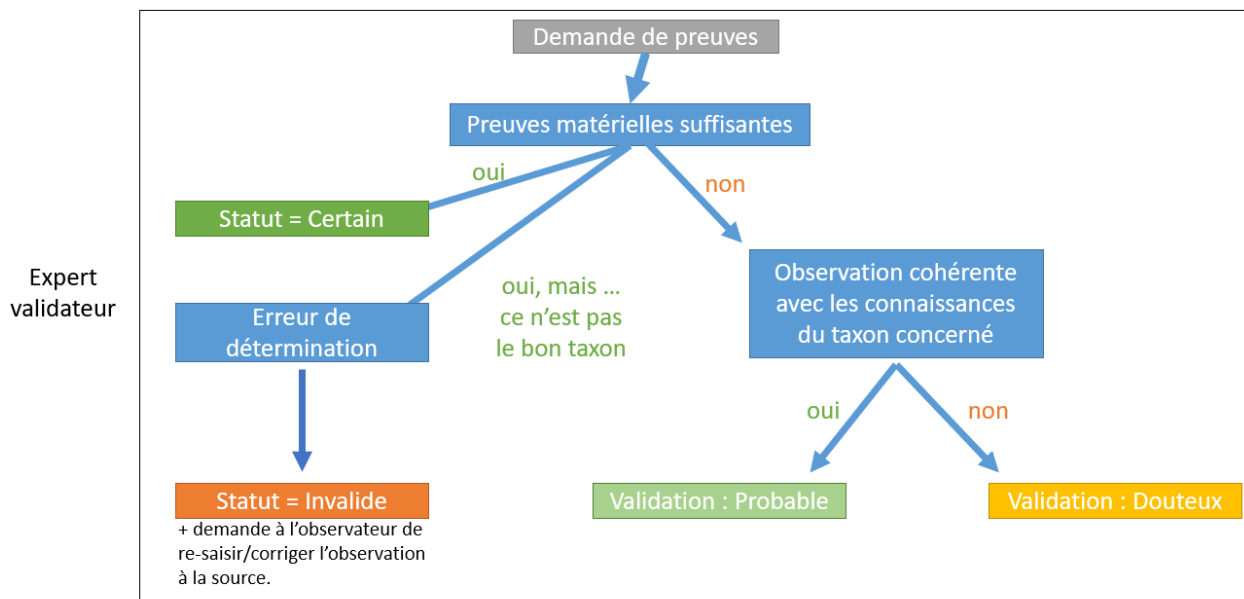 Demande de preuves
Preuves matérielles suffisantes
oui
non
Statut = Certain
Expert
validateur
Observation cohérente
avec les connaissances
du taxon concerné
oui, mais …
ce n’est pas
le bon taxon
Erreur de
détermination
oui
non
Statut = Invalide
+ demande à l’observateur de
re-saisir/corriger l’observation
à la source.
Validation : Probable
Validation : Douteux